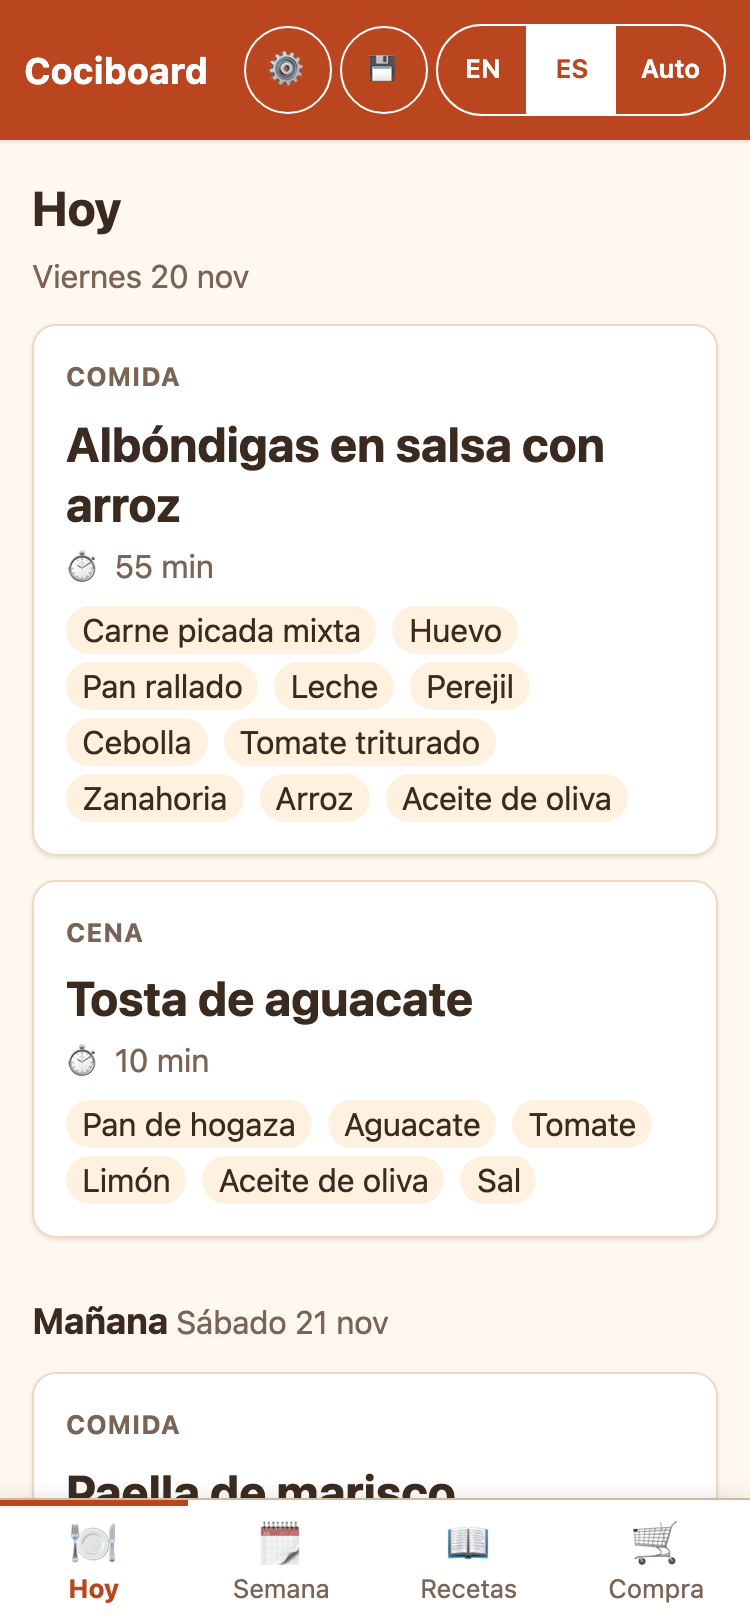 Cociboard
EN
ES
Auto
Hoy
Viernes 20 nov
COMIDA
Albóndigas en salsa con
arroz
55 min
Carne picada mixta
Huevo
Pan rallado
Leche
Perejil
Cebolla
Tomate triturado
Zanahoria
Arroz
Aceite de oliva
CENA
Tosta de aguacate
10 min
Pan de hogaza
Aguacate
Tomate
Limón
Aceite de oliva
Sal
Mañana Sábado 21 nov
COMIDA
Paella de marisco
Hoy
Semana
Recetas
Compra